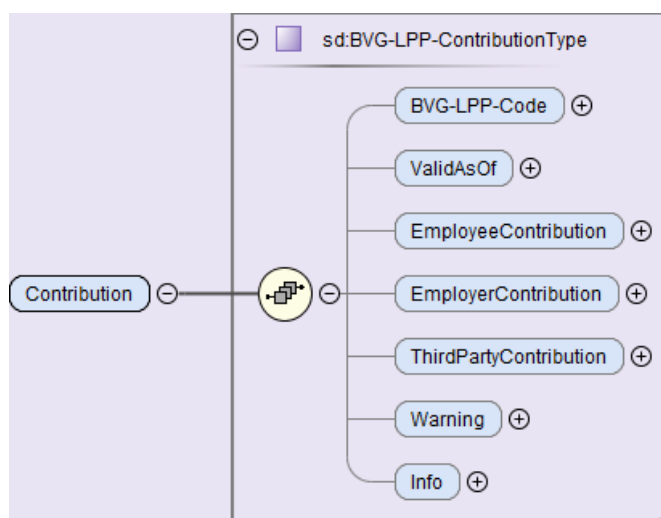 sd:BVG-LPP-ContributionType
BVG-LPP-Code
ValidAsOf
EmployeeContribution
Contribution
EmployerContribution
ThirdPartyContribution
Warning
Info